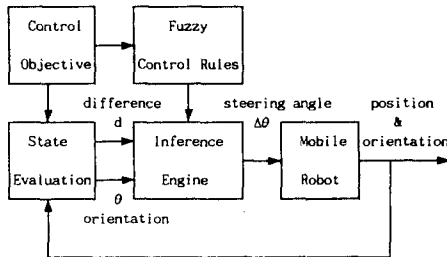 Control
Objective
Fuzzy
Control Rules
difference
d
steering angle
Δθ
position
&
orientation
State
Evaluation
θ
orientation
Inference
Engine
Mobile
Robot